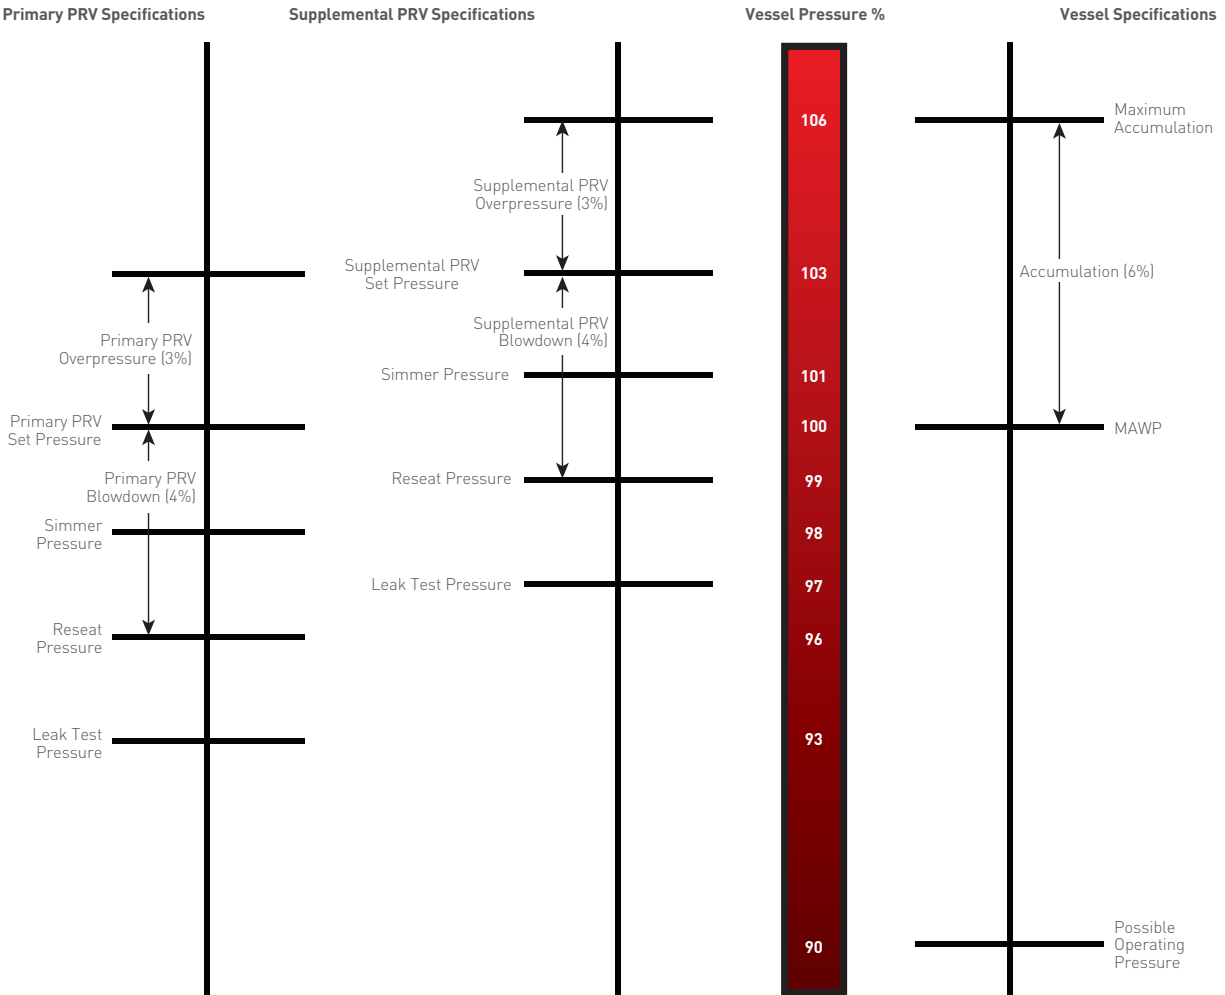 Primary PRV Specifications
Supplemental PRV Specifications
Vessel Pressure %
Vessel Specifications
Primary PRV
Overpressure (3%)
Primary PRV
Set Pressure
Primary PRV
Blowdown (4%)
Simmer
Pressure
Reseat
Pressure
Leak Test
Pressure
Supplemental PRV
Overpressure (3%)
Supplemental PRV
Set Pressure
Supplemental PRV
Blowdown (4%)
Simmer Pressure
Reseat Pressure
Leak Test Pressure
106
103
101
100
99
98
97
96
93
90
Maximum
Accumulation
Accumulation (6%)
MAWP
Possible
Operating
Pressure